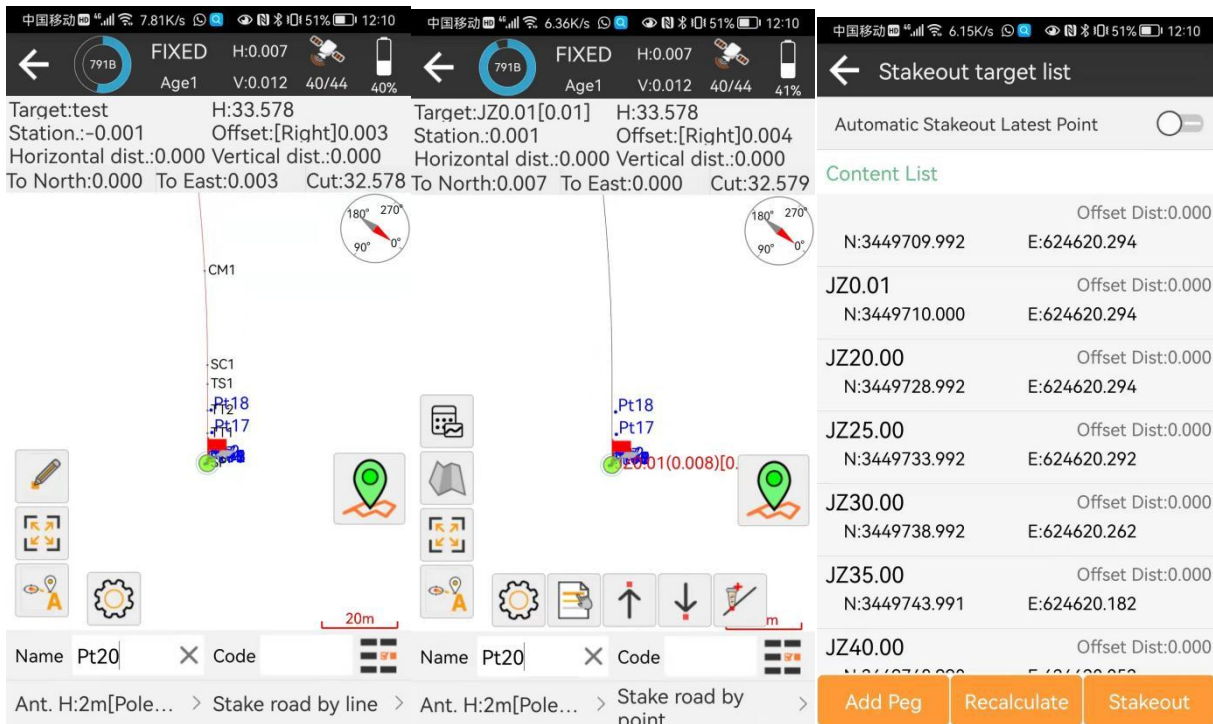 中国移动 HD 4G 7.81K/s 51% 12:10
791B FIXED H:0.007
Age1 V:0.012 40/44 40%
Target:test H:33.578
Station.:-0.001 Offset:[Right]0.003
Horizontal dist.:0.000 Vertical dist.:0.000
To North:0.000 To East:0.003 Cut:32.578
180° 270°
90° 0°
CM1
SC1
TS1
Pt18
Pt17
A
20m
Name Pt20 Code
Ant. H:2m[Pole... Stake road by line
中国移动 HD 4G 6.36K/s 51% 12:10
791B FIXED H:0.007
Age1 V:0.012 40/44 41%
Target:JZ0.01[0.01] H:33.578
Station.:0.001 Offset:[Right]0.004
Horizontal dist.:0.000 Vertical dist.:0.000
To North:0.007 To East:0.000 Cut:32.579
180° 270°
90° 0°
Pt18
Pt17
A
m
Name Pt20 Code
Ant. H:2m[Pole... Stake road by
point
中国移动 HD 4G 6.15K/s 51% 12:10
Stakeout target list
Automatic Stakeout Latest Point
Content List
Offset Dist:0.000
N:3449709.992 E:624620.294
JZ0.01 Offset Dist:0.000
N:3449710.000 E:624620.294
JZ20.00 Offset Dist:0.000
N:3449728.992 E:624620.294
JZ25.00 Offset Dist:0.000
N:3449733.992 E:624620.292
JZ30.00 Offset Dist:0.000
N:3449738.992 E:624620.262
JZ35.00 Offset Dist:0.000
N:3449743.991 E:624620.182
JZ40.00 Offset Dist:0.000
Add Peg Recalculate Stakeout